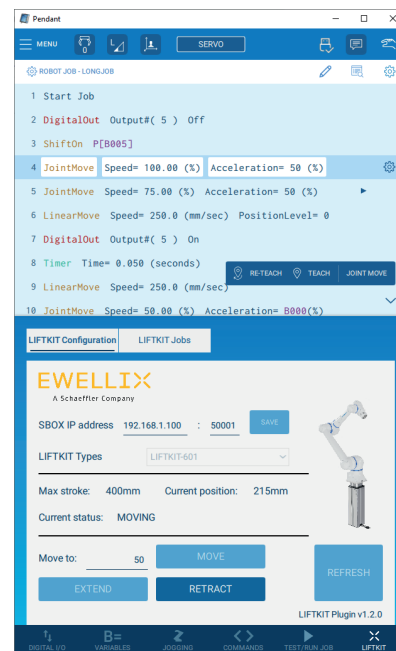 Pendant
MENU 0 SERVO
ROBOT JOB - LONGJOB
1 Start Job
2 DigitalOut Output#( 5 ) Off
3 ShiftOn P[B005]
4 JointMove Speed= 100.00 (%) Acceleration= 50 (%)
5 JointMove Speed= 75.00 (%) Acceleration= 50 (%)
6 LinearMove Speed= 250.0 (mm/sec) PositionLevel= 0
7 DigitalOut Output#( 5 ) On
8 Timer Time= 0.050 (seconds)
RE-TEACH TEACH JOINT MOVE
9 LinearMove Speed= 250.0 (mm/sec)
10 JointMove Speed= 50.00 (%) Acceleration= B000(%)
LIFTKIT Configuration LIFTKIT Jobs
EWELLIX
A Schaeffler Company
SBOX IP address 192.168.1.100 : 50001 SAVE
LIFTKIT Types LIFTKIT-601
Max stroke: 400mm Current position: 215mm
Current status: MOVING
Move to: 50 MOVE
REFRESH
EXTEND RETRACT
LIFTKIT Plugin v1.2.0
DIGITAL I/O VARIABLES JOGGING COMMANDS TEST/RUN JOB LIFTKIT